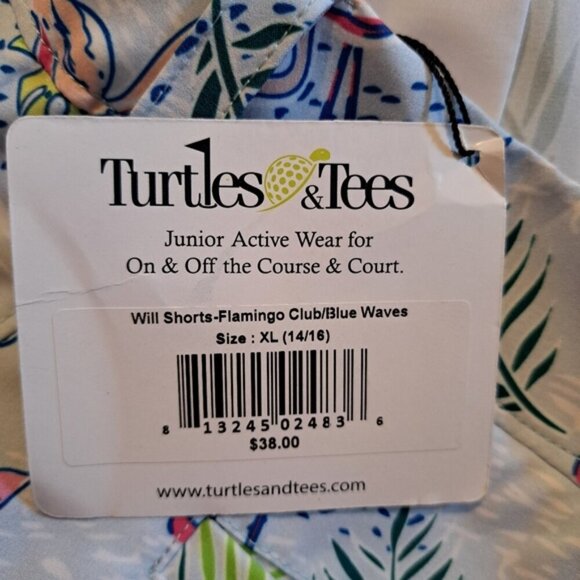 Turtles &Tees
Junior Active Wear for
On & Off the Course & Court.
Will Shorts-Flamingo Club/Blue Waves
Size : XL (14/16)
8 13245 02483 6
$38.00
www.turtlesandtees.com